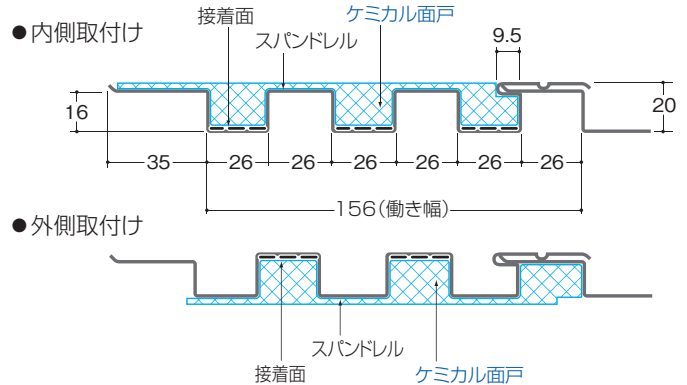 ●内側取付け
接着面
ケミカル面戸
スパンドレル
9.5
16
20
35 26 26 26 26 26 26
156(働き幅)
●外側取付け
スパンドレル
接着面
ケミカル面戸